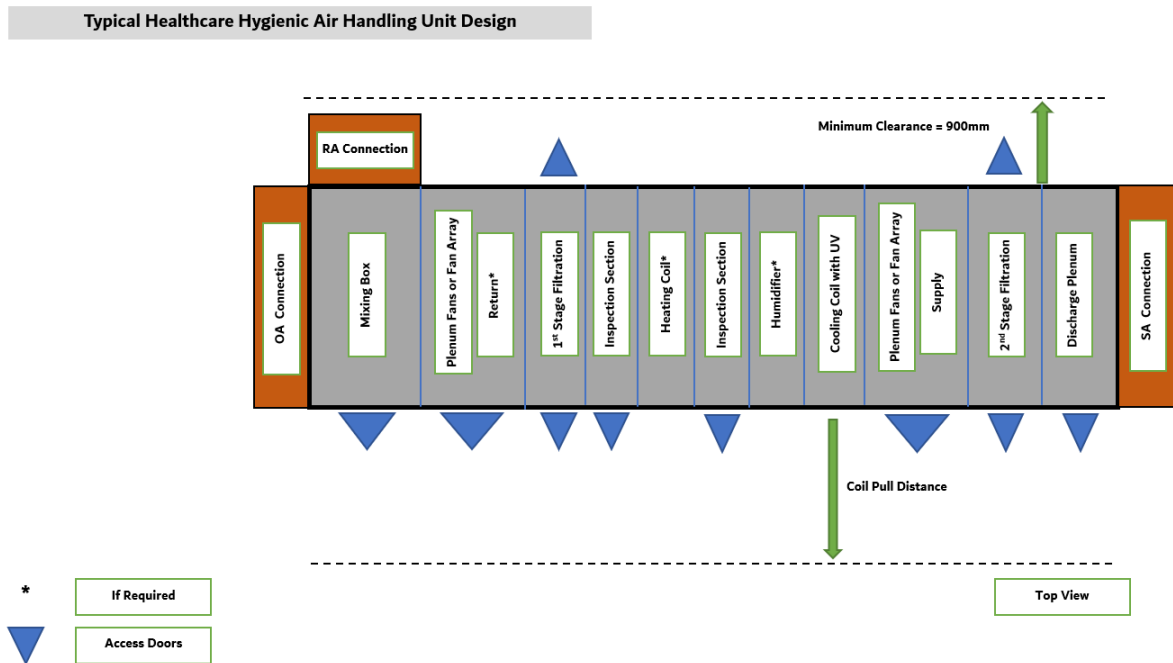 Typical Healthcare Hygienic Air Handling Unit Design
Minimum Clearance = 900mm
RA Connection
OA Connection
Mixing Box
Plenum Fans or Fan Array
Return*
1st Stage Filtration
Inspection Section
Heating Coil*
Inspection Section
Humidifier*
Cooling Coil with UV
Plenum Fans or Fan Array
Supply
2nd Stage Filtration
Discharge Plenum
SA Connection
Coil Pull Distance
* If Required
Top View
Access Doors